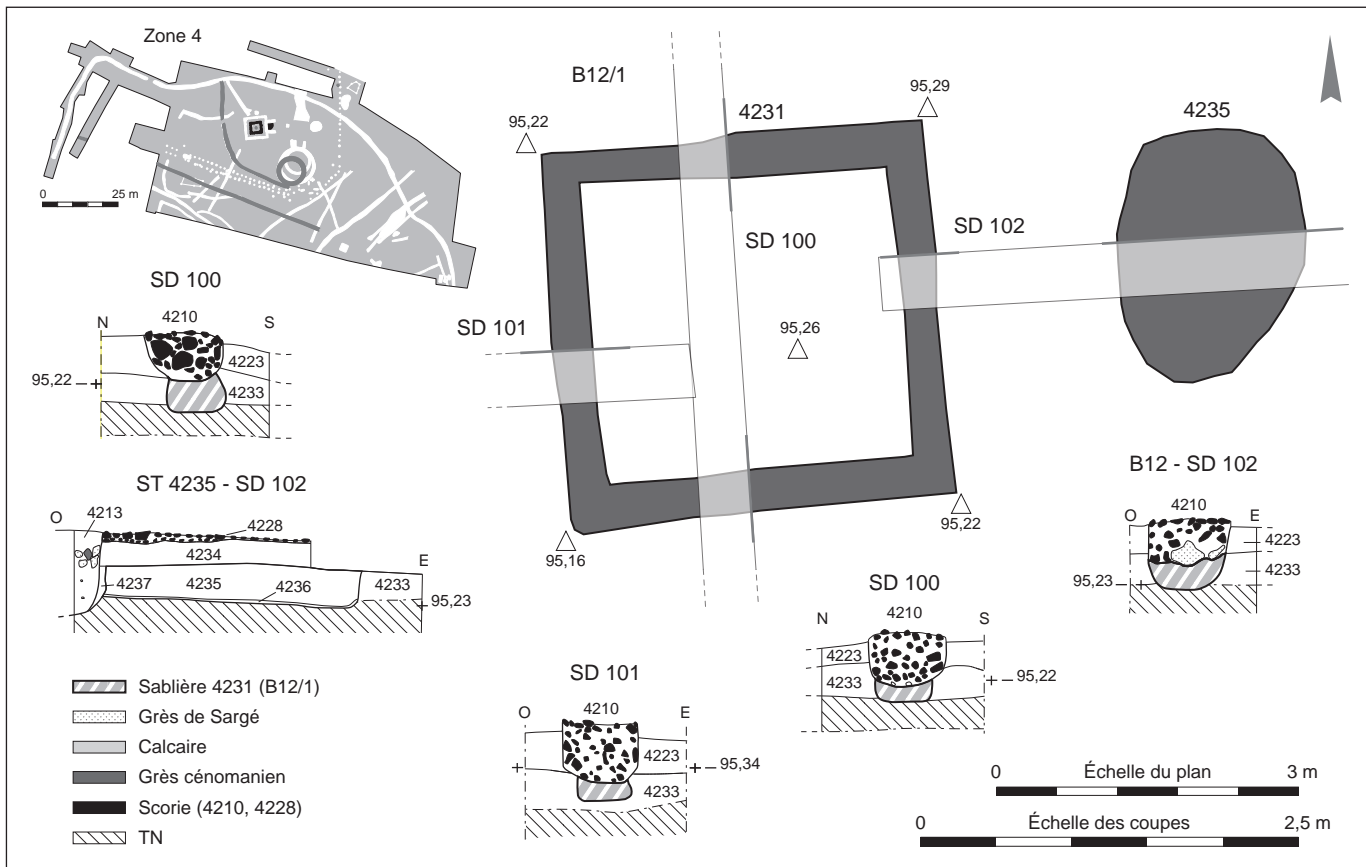 Zone 4
0 25 m
B12/1
95,29
95,22
4231
4235
SD 102
SD 100
95,26
SD 101
95,22
95,16
SD 100
N S
4210
4223
4233
95,22
ST 4235 - SD 102
O
4213
4228
4234
E
4237 4235 4236 4233
95,23
B12 - SD 102
O 4210 E
4223
4233
95,23
SD 100
N 4210 S
4223
4233
95,22
SD 101
O 4210 E
4223
4233
95,34
Sablière 4231 (B12/1)
Grès de Sargé
Calcaire
Grès cénomanien
Scorie (4210, 4228)
TN
0 Échelle du plan 3 m
0 Échelle des coupes 2,5 m